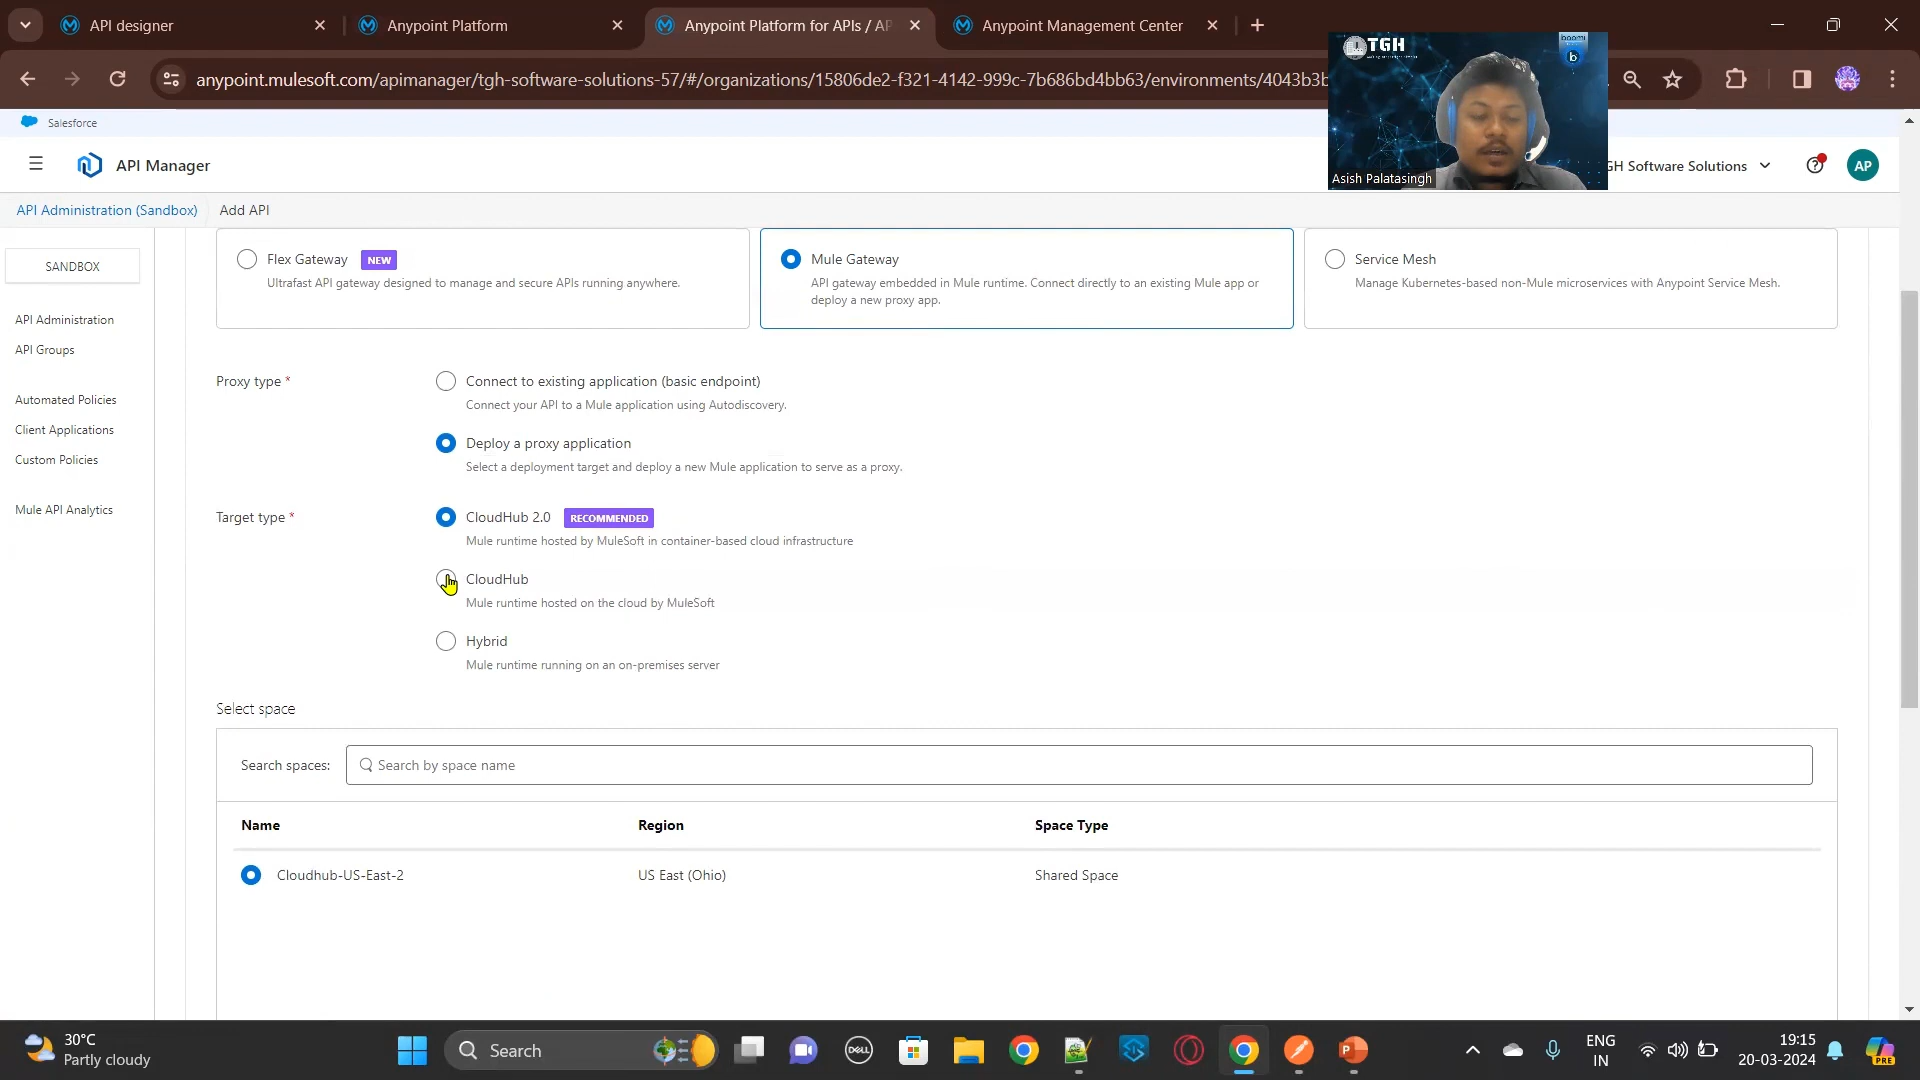 API designer
Anypoint Platform
Anypoint Platform for APIs / AP
Anypoint Management Center
anypoint.mulesoft.com/apimanager/tgh-software-solutions-57/#/organizations/15806de2-f321-4142-999c-7b686bd4bb63/environments/4043b3b
TGH
boomi
b
Asish Palatasingh
Salesforce
API Manager
GH Software Solutions
AP
API Administration (Sandbox)
Add API
SANDBOX
API Administration
API Groups
Automated Policies
Client Applications
Custom Policies
Mule API Analytics
Flex Gateway NEW
Ultrafast API gateway designed to manage and secure APIs running anywhere.
Mule Gateway
API gateway embedded in Mule runtime. Connect directly to an existing Mule app or
deploy a new proxy app.
Service Mesh
Manage Kubernetes-based non-Mule microservices with Anypoint Service Mesh.
Proxy type *
Connect to existing application (basic endpoint)
Connect your API to a Mule application using Autodiscovery.
Deploy a proxy application
Select a deployment target and deploy a new Mule application to serve as a proxy.
Target type *
CloudHub 2.0 RECOMMENDED
Mule runtime hosted by MuleSoft in container-based cloud infrastructure
CloudHub
Mule runtime hosted on the cloud by MuleSoft
Hybrid
Mule runtime running on an on-premises server
Select space
Search spaces:
Search by space name
Name Region Space Type
Cloudhub-US-East-2 US East (Ohio) Shared Space
30°C
Partly cloudy
Search
DELL
ENG
IN
19:15
20-03-2024
PRE